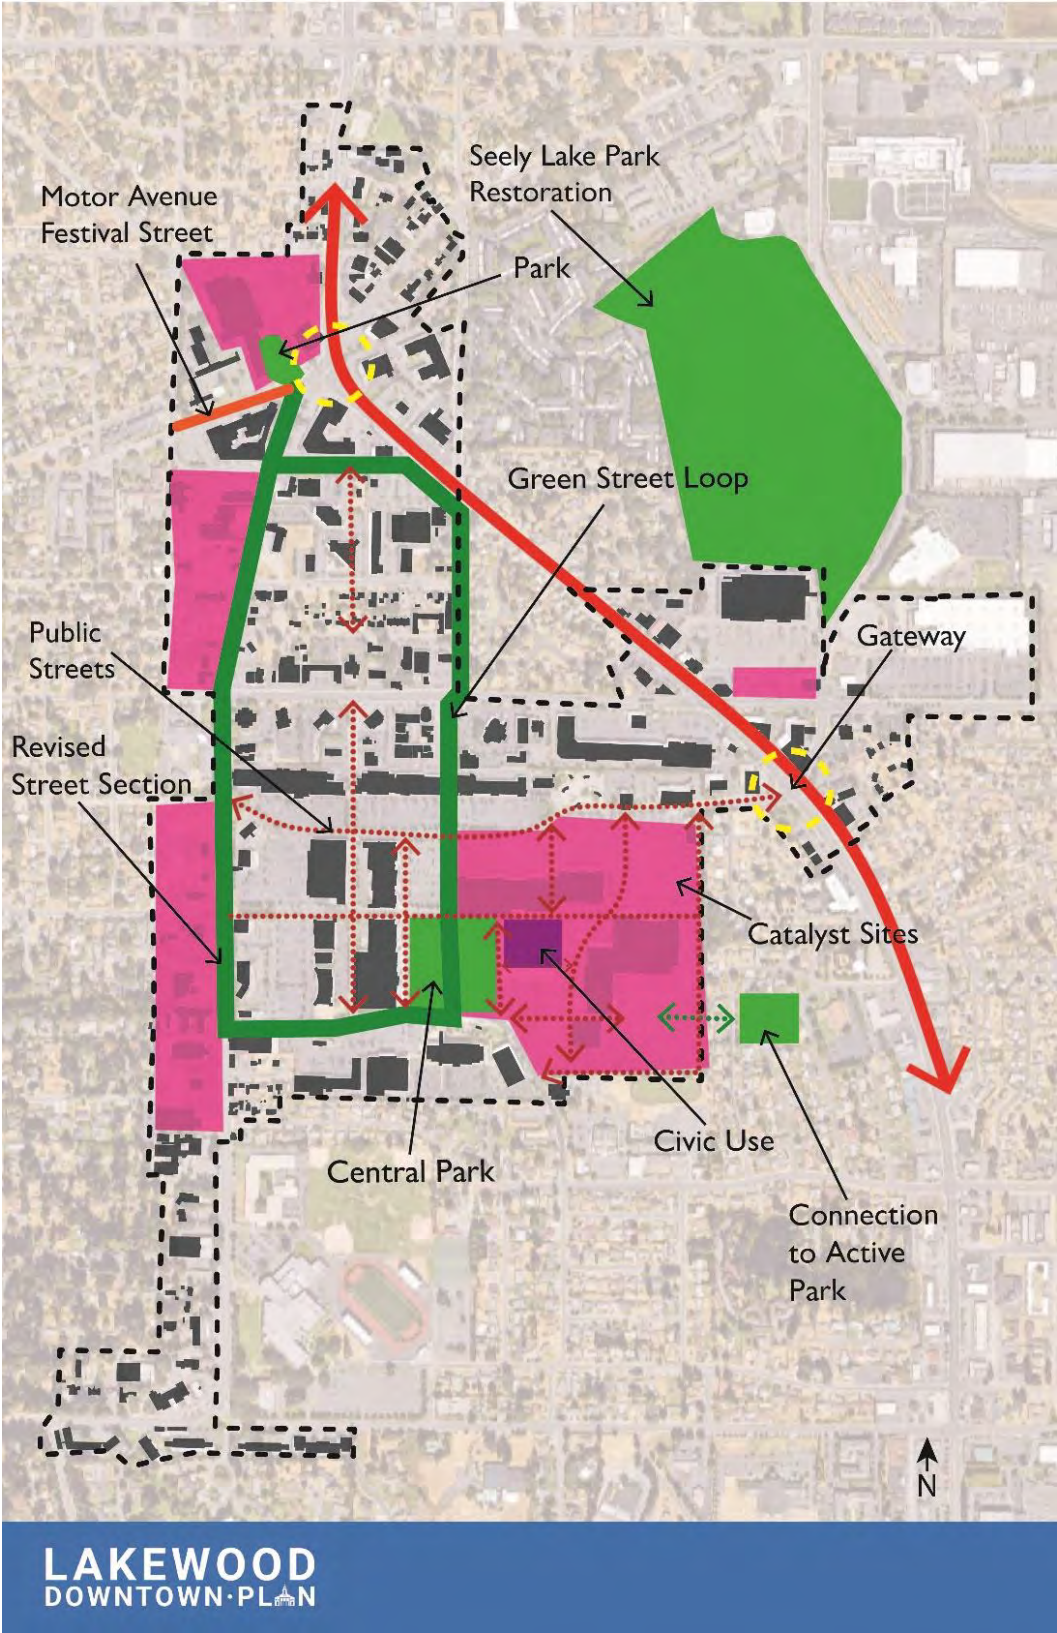 Seely Lake Park
Restoration
Motor Avenue
Festival Street
Park
Green Street Loop
Public
Streets
Gateway
Revised
Street Section
Catalyst Sites
Civic Use
Central Park
Connection
to Active
Park
N
LAKEWOOD
DOWNTOWN·PLAN